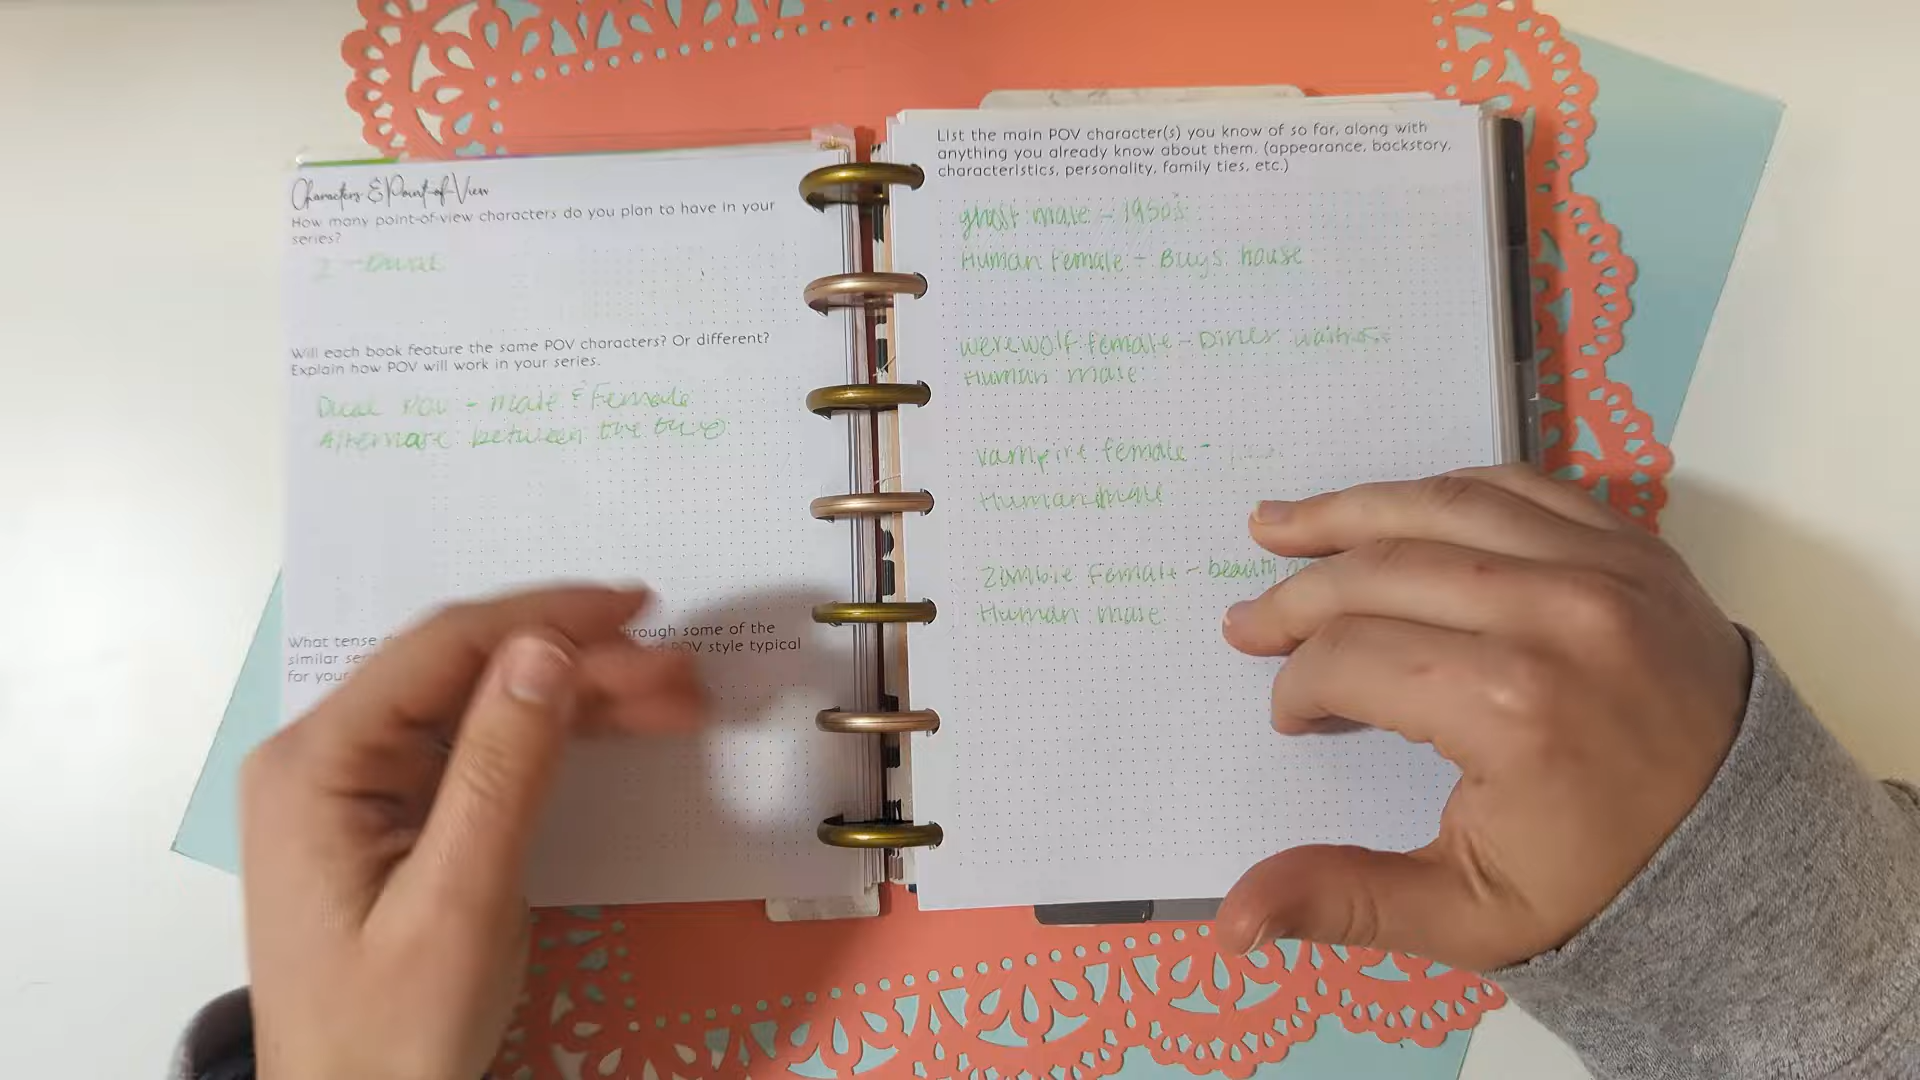 Characters & Point-of-View
How many point-of-view characters do you plan to have in your
series?
2 - Dual
Will each book feature the same POV characters? Or different?
Explain how POV will work in your series.
Dual POV - male & Female
Alternate between the two
What tense
through some of the
similar
POV style typical
for your
List the main POV character(s) you know of so far, along with
anything you already know about them. (appearance, backstory,
characteristics, personality, family ties, etc.)
ghost male - 1950s
Human Female - Buys house
werewolf female - Diner waitress
Human male
vampire female -
Human male
Zombie Female - beauty
Human male